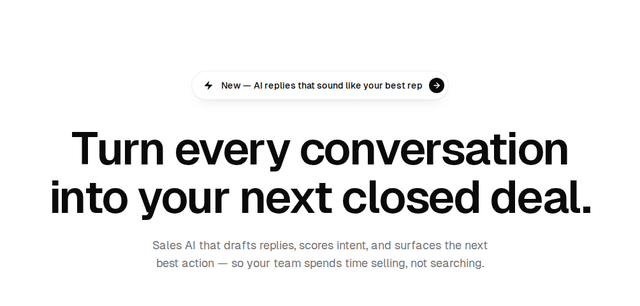 New — AI replies that sound like your best rep
Turn every conversation
into your next closed deal.
Sales AI that drafts replies, scores intent, and surfaces the next
best action — so your team spends time selling, not searching.